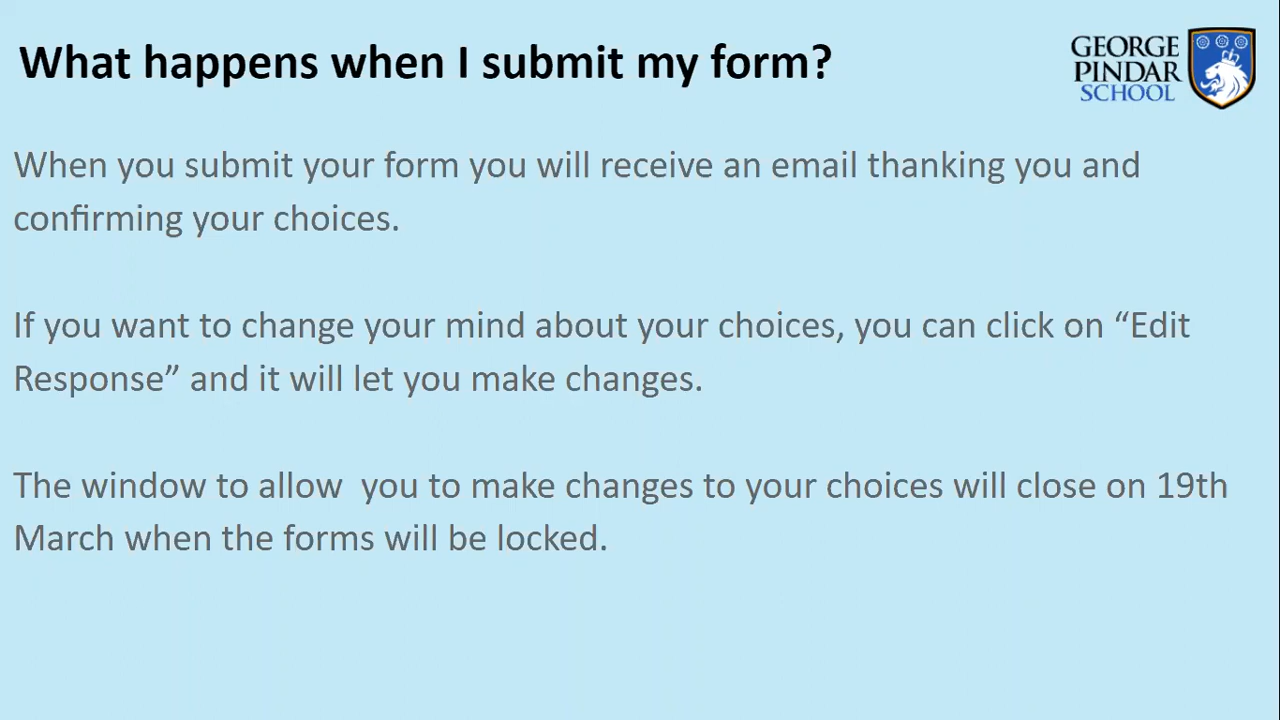 What happens when I submit my form?
GEORGE
PINDAR
SCHOOL
When you submit your form you will receive an email thanking you and
confirming your choices.
If you want to change your mind about your choices, you can click on “Edit
Response” and it will let you make changes.
The window to allow  you to make changes to your choices will close on 19th
March when the forms will be locked.